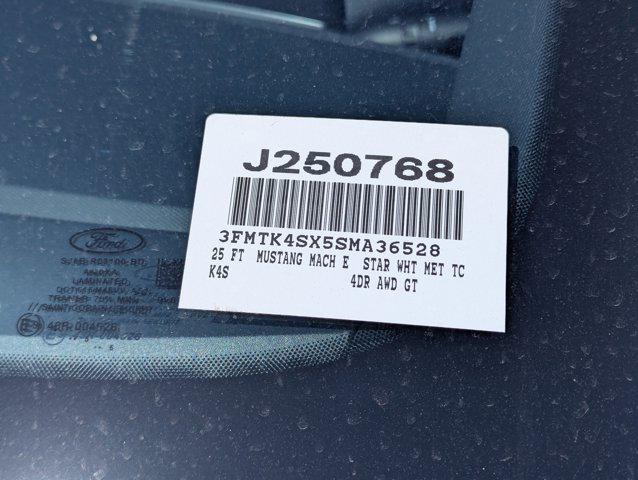 J250768
3FMTK4SX5SMA36528
25 FT MUSTANG MACH E STAR WHT MET TC
K4S 4DR AWD GT
Ford
LAMINATED